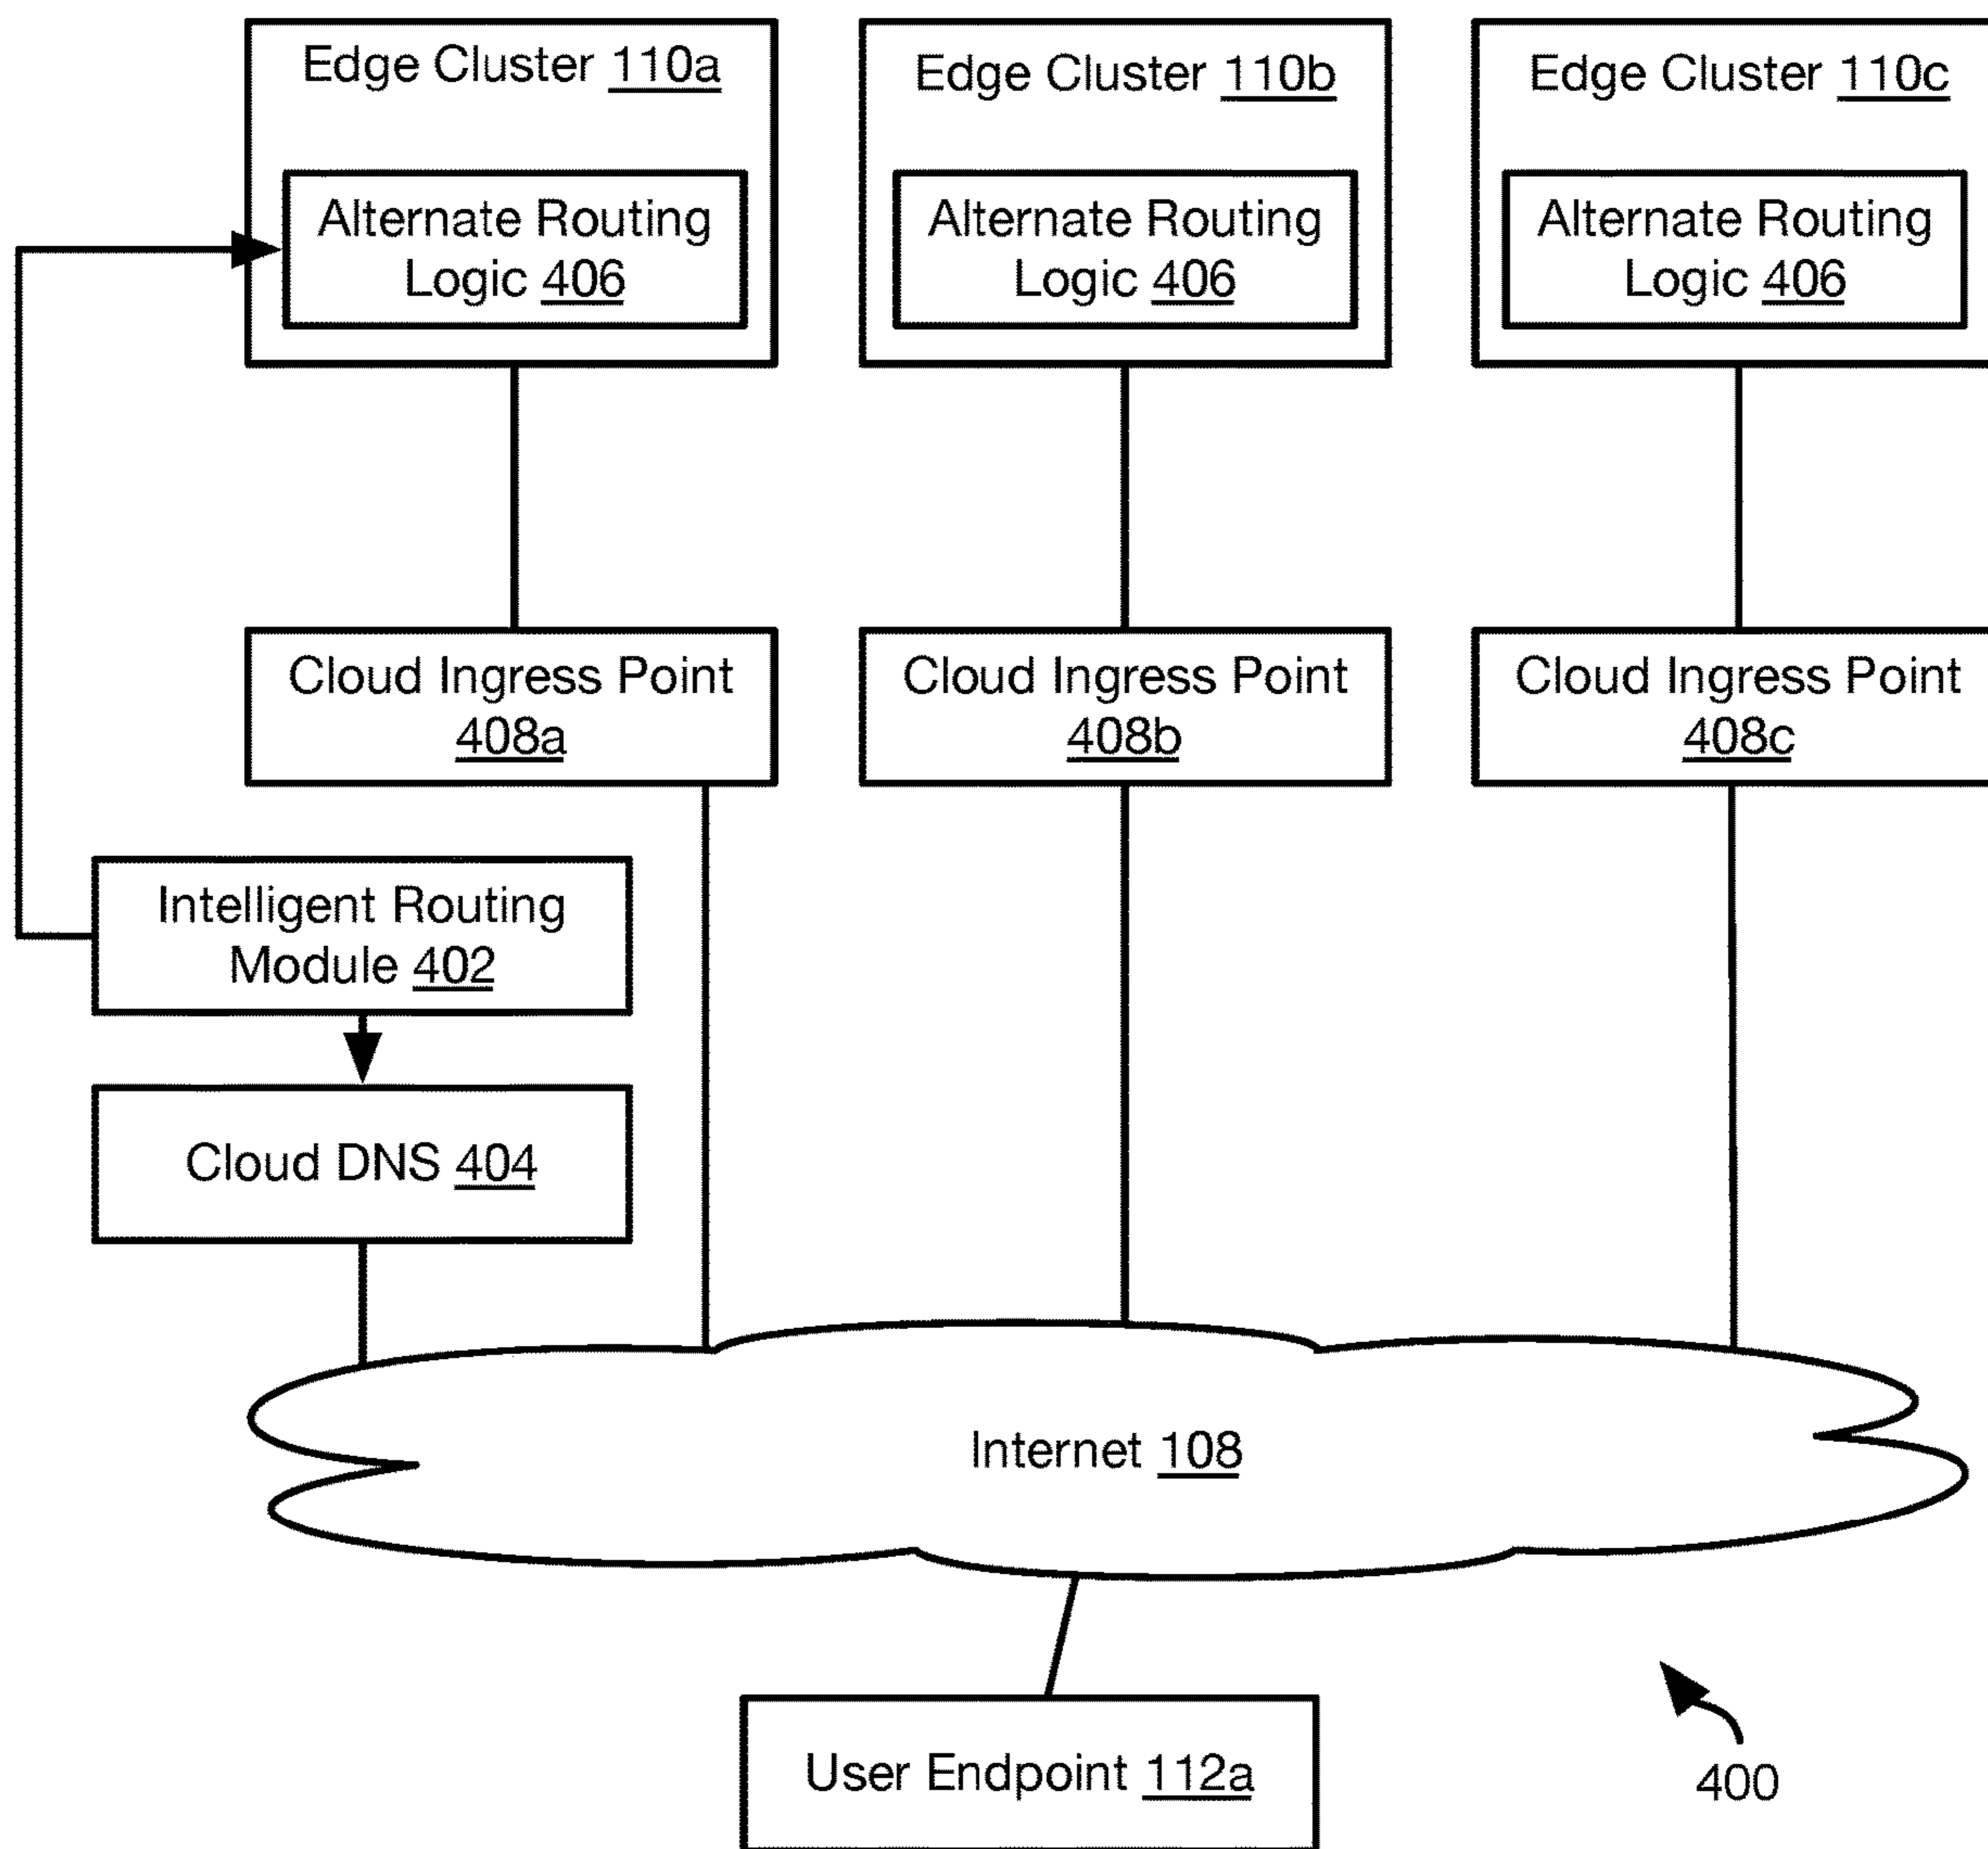 Edge Cluster 110a
Alternate Routing
Logic 406
Edge Cluster 110b
Alternate Routing
Logic 406
Edge Cluster 110c
Alternate Routing
Logic 406
Cloud Ingress Point
408a
Cloud Ingress Point
408b
Cloud Ingress Point
408c
Intelligent Routing
Module 402
Cloud DNS 404
Internet 108
User Endpoint 112a
400